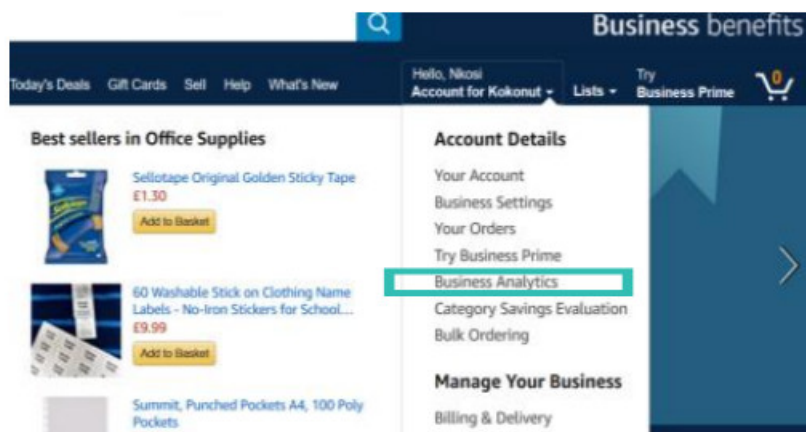 Business benefits
Today's Deals Gift Cards Sell Help What's New
Hello, Nkosi
Account for Kokonut
Lists
Try
Business Prime
0
Best sellers in Office Supplies
Sellotape Original Golden Sticky Tape
£1.30
Add to Basket
60 Washable Stick on Clothing Name
Labels - No-Iron Stickers for School...
£9.99
Add to Basket
Summit, Punched Pockets A4, 100 Poly
Pockets
Account Details
Your Account
Business Settings
Your Orders
Try Business Prime
Business Analytics
Category Savings Evaluation
Bulk Ordering
Manage Your Business
Billing & Delivery